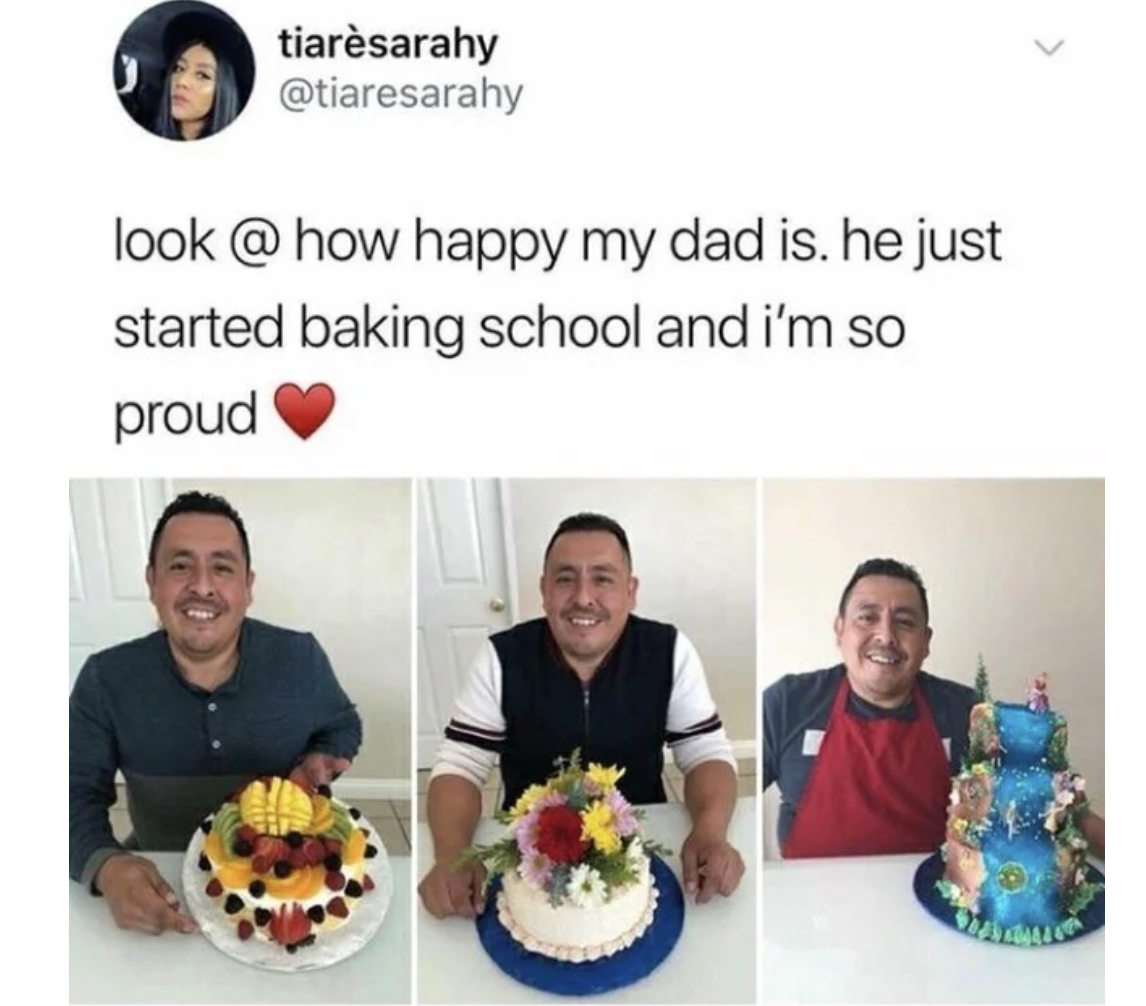 tiarèsarahy
@tiaresarahy
look @ how happy my dad is. he just
started baking school and i'm so
proud ♥️